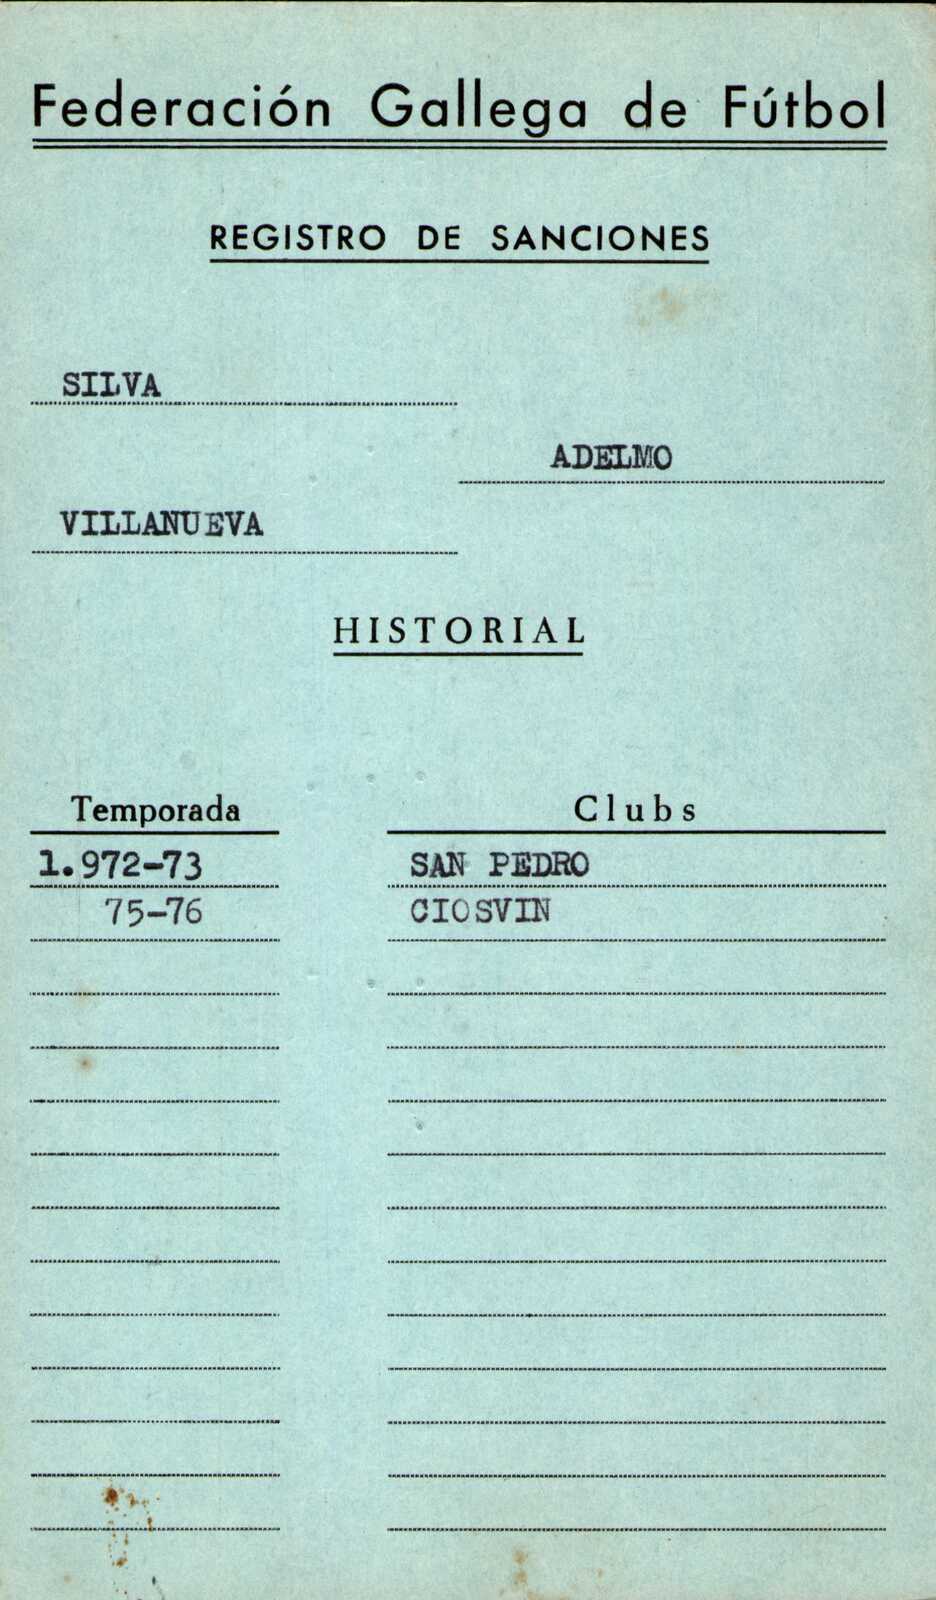 Federación Gallega de Fútbol
REGISTRO DE SANCIONES
SILVA
ADELMO
VILLANUEVA
HISTORIAL
Temporada Clubs
1.972-73 SAN PEDRO
75-76 CIOSVIN